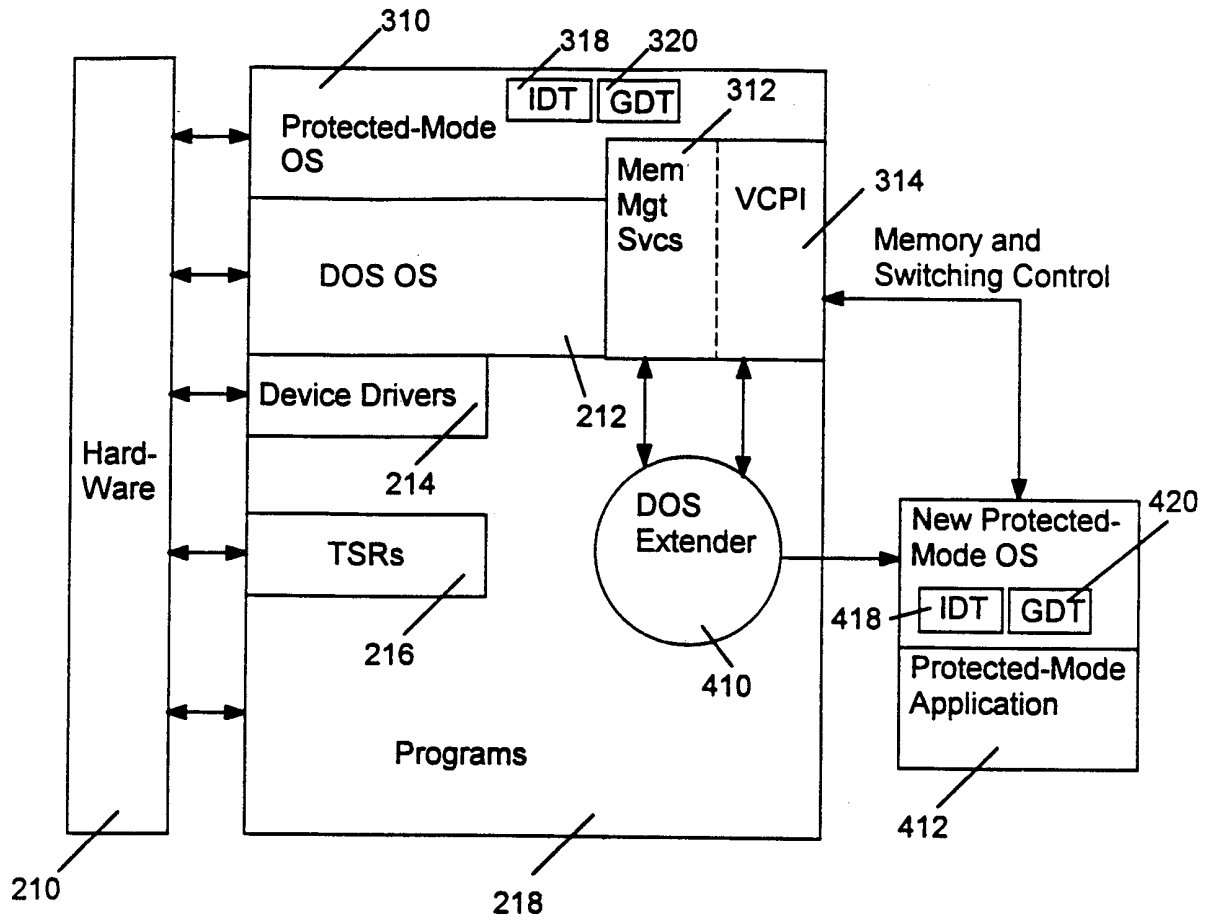 310
318
320
312
IDT
GDT
Protected-Mode
OS
Mem
Mgt
Svcs
VCPI
314
Memory and
Switching Control
DOS OS
Device Drivers
212
214
Hard-
Ware
DOS
Extender
420
New Protected-
Mode OS
TSRs
418
IDT
GDT
216
410
Protected-Mode
Application
Programs
412
210
218